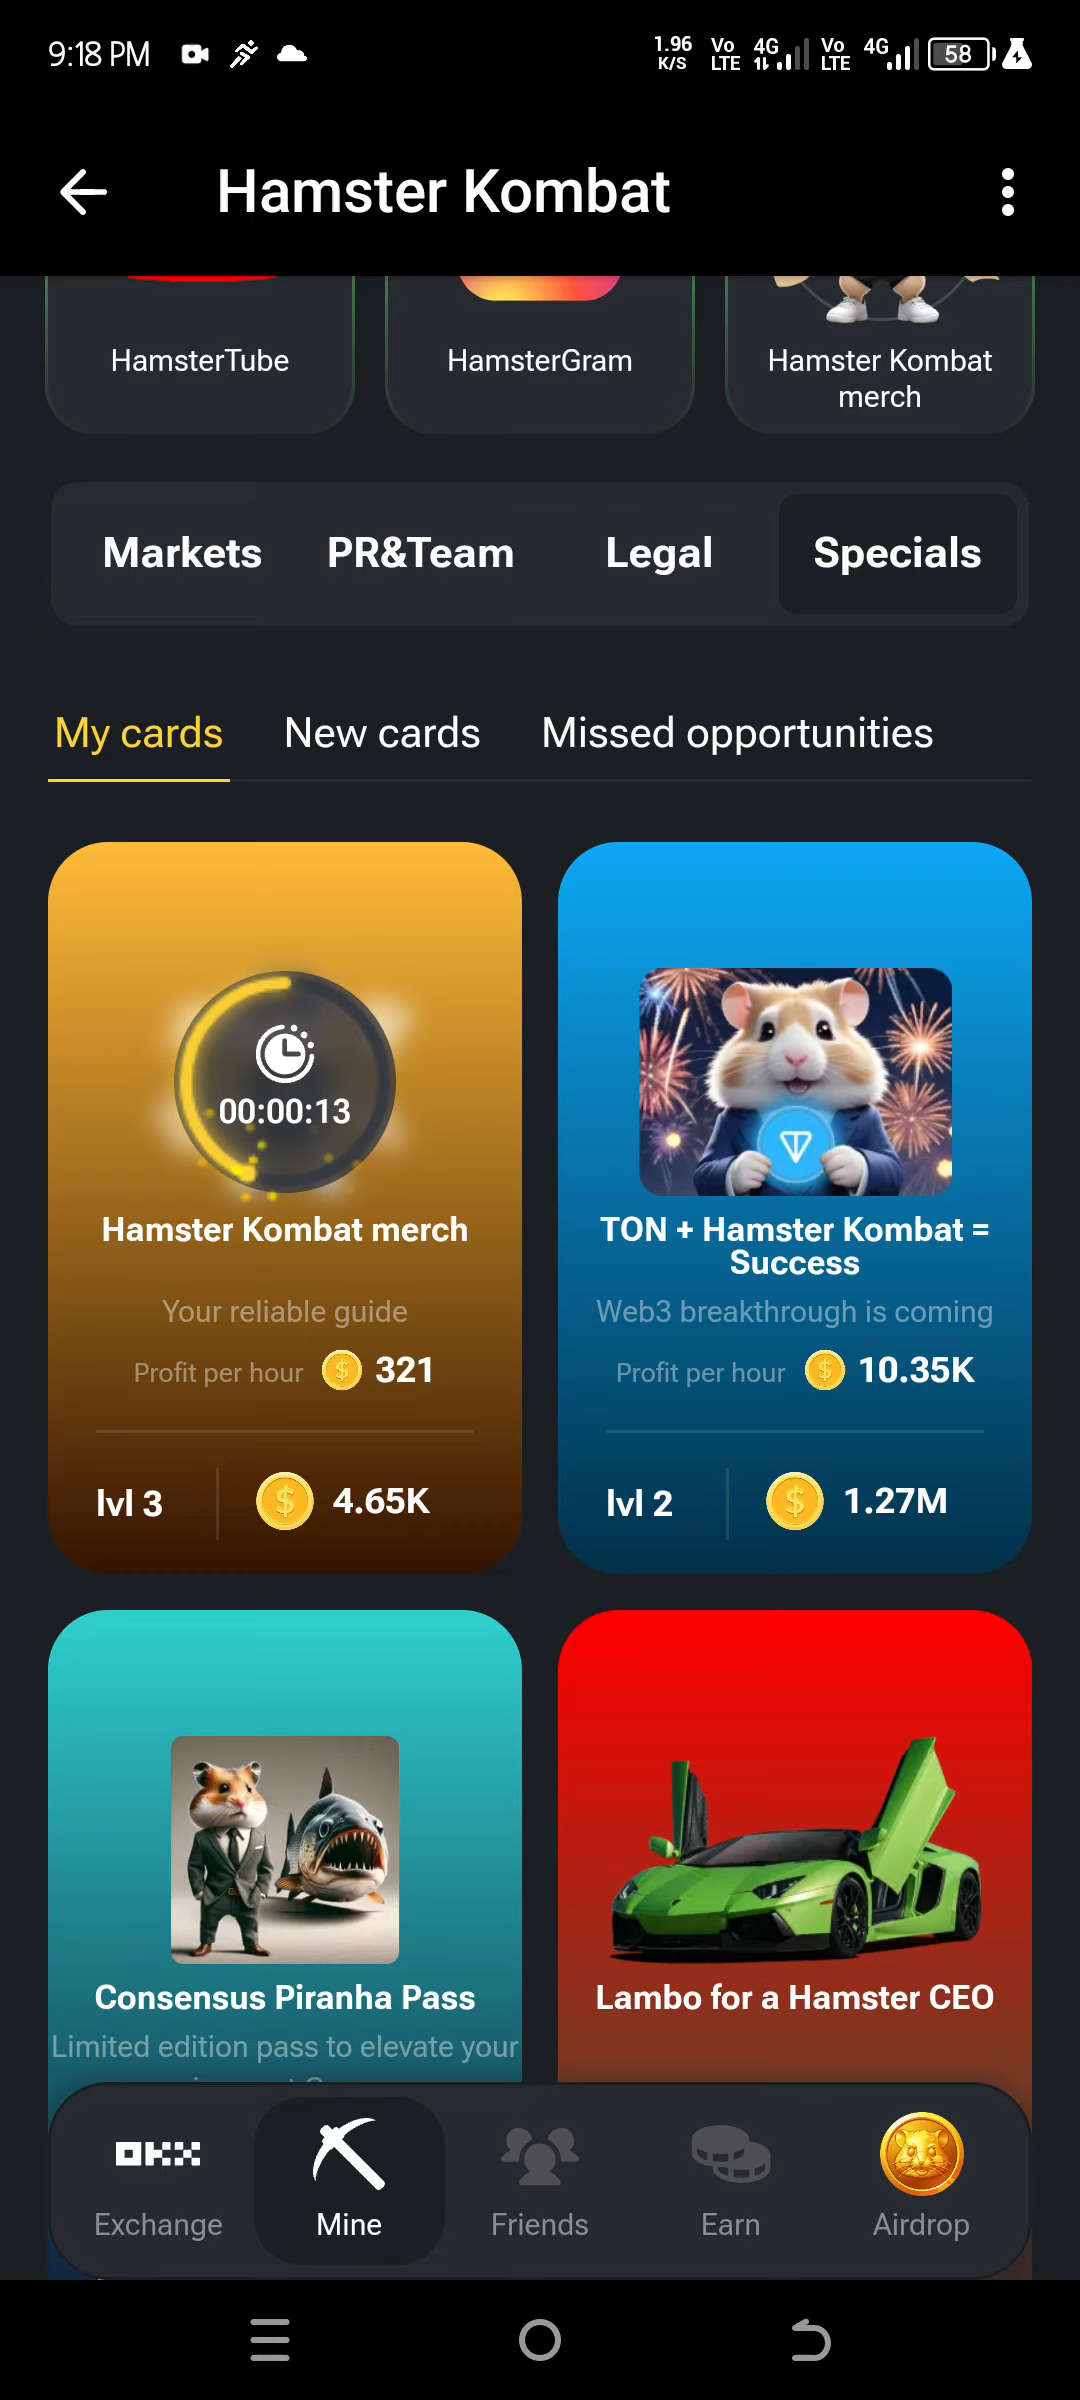 9:18 PM
1.96 K/S
Vo LTE
4G
Vo LTE
4G
58
Hamster Kombat
HamsterTube
HamsterGram
Hamster Kombat
merch
Markets
PR&Team
Legal
Specials
My cards
New cards
Missed opportunities
00:00:13
Hamster Kombat merch
Your reliable guide
Profit per hour 321
lvl 3
4.65K
TON + Hamster Kombat =
Success
Web3 breakthrough is coming
Profit per hour 10.35K
lvl 2
1.27M
Consensus Piranha Pass
Limited edition pass to elevate your
Lambo for a Hamster CEO
Exchange
Mine
Friends
Earn
Airdrop